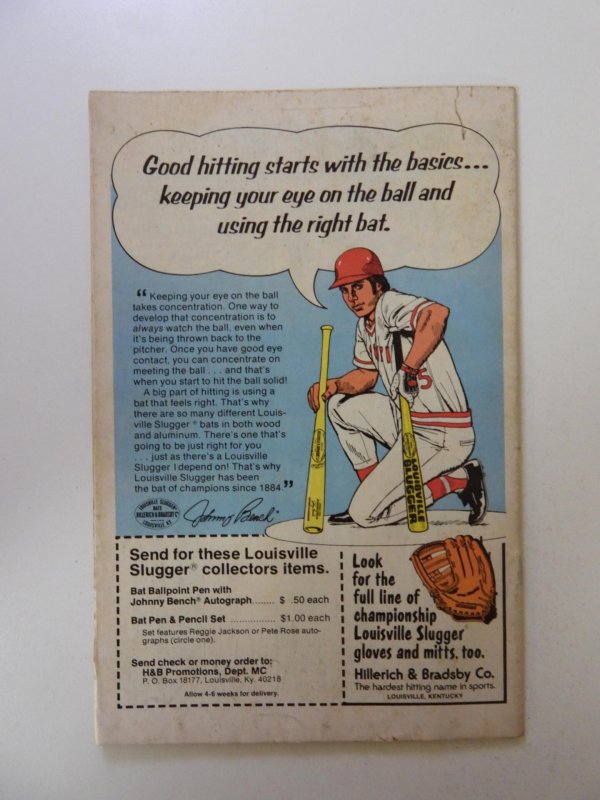 Good hitting starts with the basics...
keeping your eye on the ball and
using the right bat.
“ Keeping your eye on the ball
takes concentration. One way to
develop that concentration is to
always watch the ball, even when
it's being thrown back to the
pitcher. Once you have good eye
contact, you can concentrate on
meeting the ball . . . and that's
when you start to hit the ball solid!
A big part of hitting is using a
bat that feels right. That's why
there are so many different Louis-
ville Slugger ® bats in both wood
and aluminum. There's one that's
going to be just right for you
. . . just as there's a Louisville
Slugger I depend on! That's why
Louisville Slugger has been
the bat of champions since 1884.”
LOUISVILLE SLUGGER
BATS
HILLERICH & BRADSBY Co
LOUISVILLE, KY.
Johnny Bench
5
LOUISVILLE
SLUGGER
Send for these Louisville
Slugger® collectors items.
Bat Ballpoint Pen with
Johnny Bench® Autograph........ $ .50 each
Bat Pen & Pencil Set ................ $1.00 each
Set features Reggie Jackson or Pete Rose auto-
graphs (circle one).
Send check or money order to:
H&B Promotions, Dept. MC
P. O. Box 18177, Louisville, Ky. 40218
Allow 4-6 weeks for delivery.
Look
for the
full line of
championship
Louisville Slugger
gloves and mitts, too.
Hillerich & Bradsby Co.
The hardest hitting name in sports.
LOUISVILLE, KENTUCKY